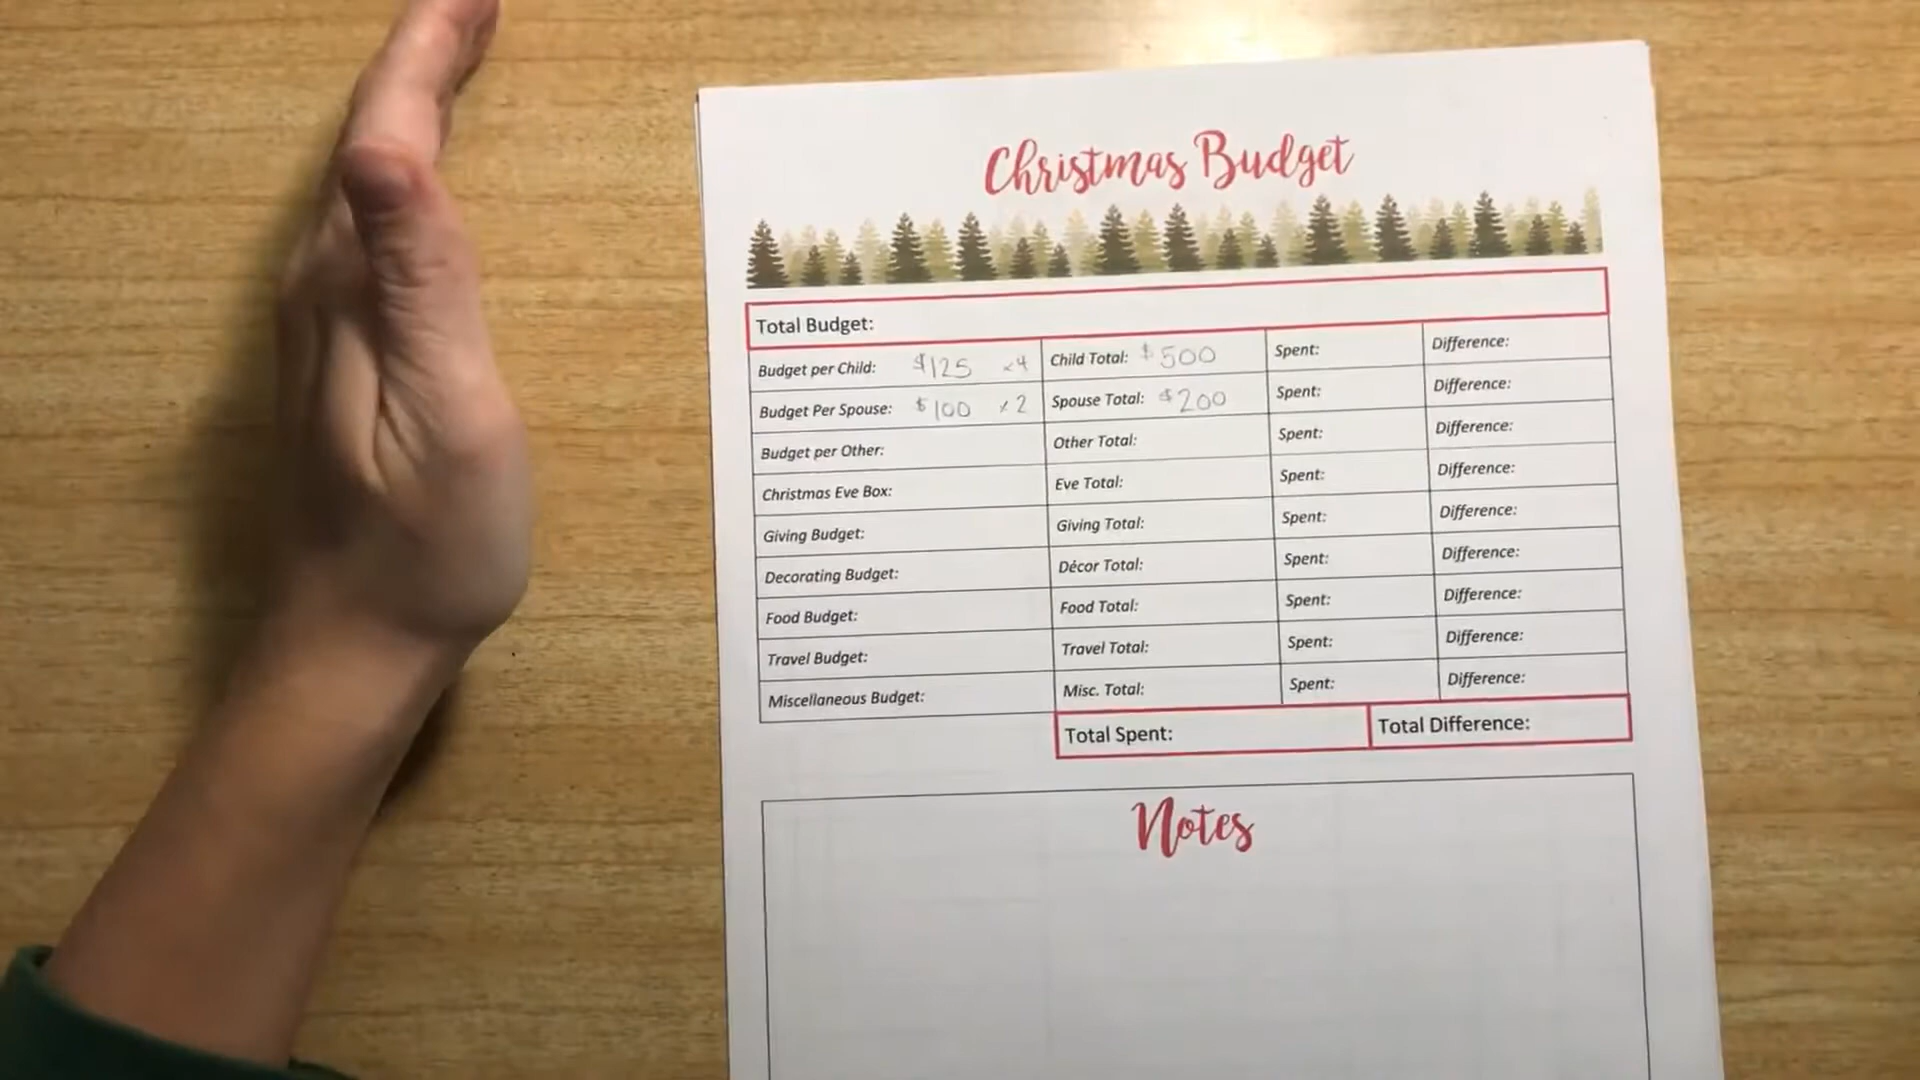 Christmas Budget
Total Budget:
Budget per Child: $125 x4 Child Total: $500 Spent: Difference:
Budget Per Spouse: $100 x2 Spouse Total: $200 Spent: Difference:
Budget per Other: Other Total: Spent: Difference:
Christmas Eve Box: Eve Total: Spent: Difference:
Giving Budget: Giving Total: Spent: Difference:
Decorating Budget: Décor Total: Spent: Difference:
Food Budget: Food Total: Spent: Difference:
Travel Budget: Travel Total: Spent: Difference:
Miscellaneous Budget: Misc. Total: Spent: Difference:
Total Spent: Total Difference:
Notes